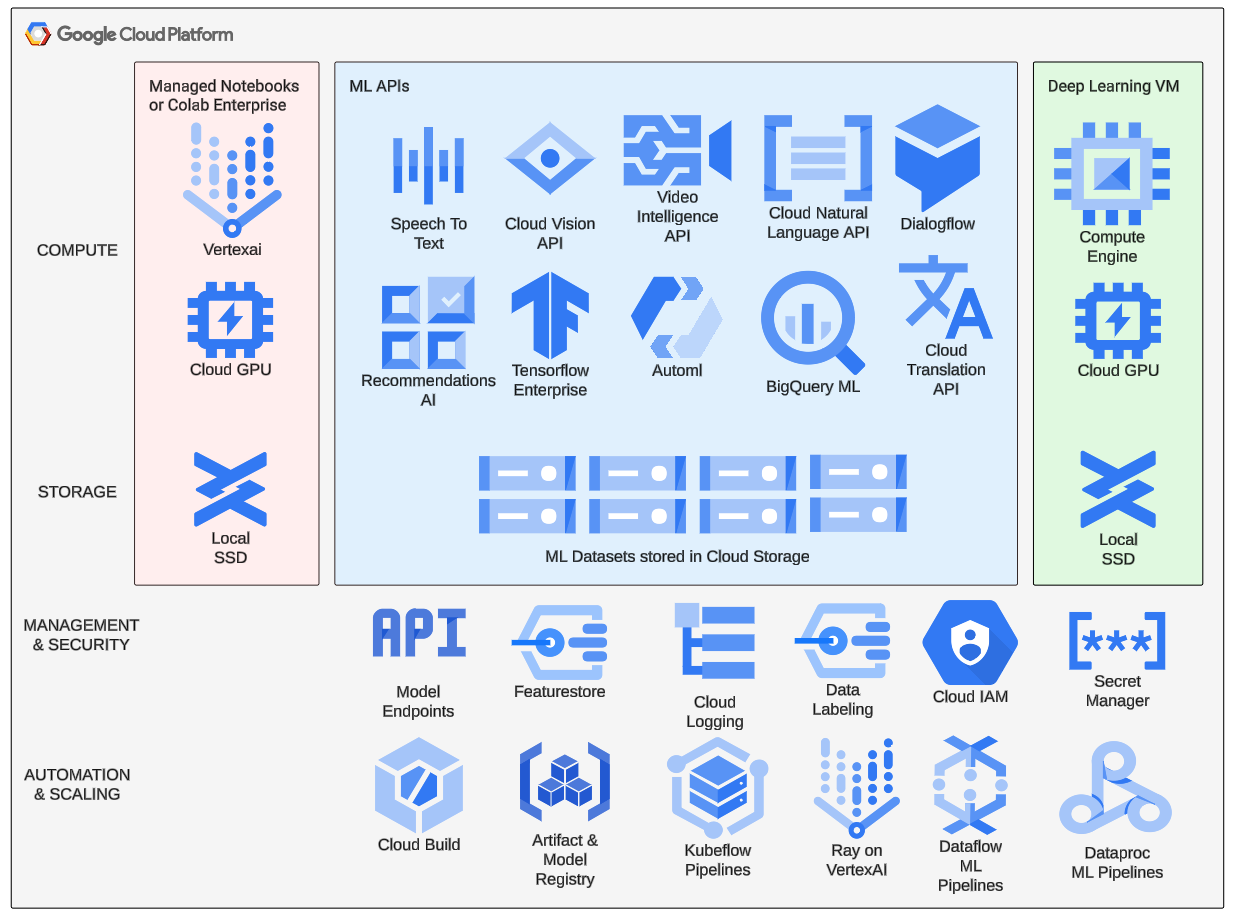 Google Cloud Platform
Managed Notebooks
or Colab Enterprise
ML APIs
Deep Learning VM
COMPUTE
Vertexai
Speech To
Text
Cloud Vision
API
Video
Intelligence
API
Cloud Natural
Language API
Dialogflow
Compute
Engine
Cloud GPU
Recommendations
AI
Tensorflow
Enterprise
Automl
BigQuery ML
Cloud
Translation
API
Cloud GPU
STORAGE
Local
SSD
ML Datasets stored in Cloud Storage
Local
SSD
MANAGEMENT
& SECURITY
API
Model
Endpoints
Featurestore
Cloud
Logging
Data
Labeling
Cloud IAM
[***]
Secret
Manager
AUTOMATION
& SCALING
Cloud Build
Artifact &
Model
Registry
Kubeflow
Pipelines
Ray on
VertexAI
Dataflow
ML
Pipelines
Dataproc
ML Pipelines